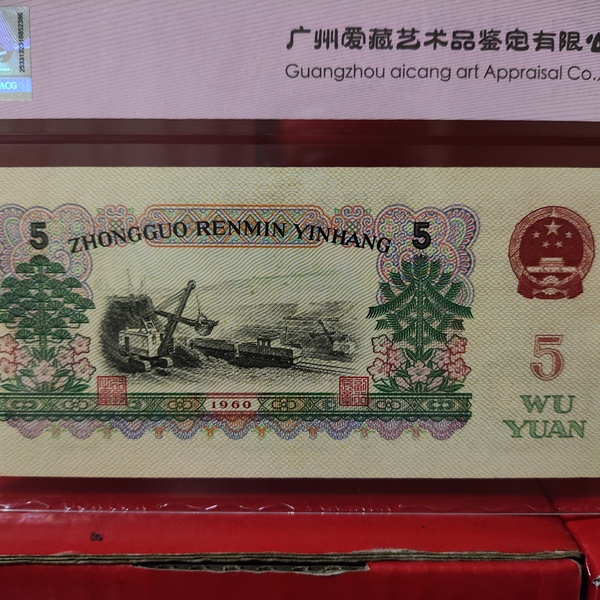 广州爱藏艺术品鉴定有限公
Guangzhou aicang art Appraisal Co.,
ACG
5
ZHONGGUO RENMIN YINHANG
5
1960
5
WU
YUAN